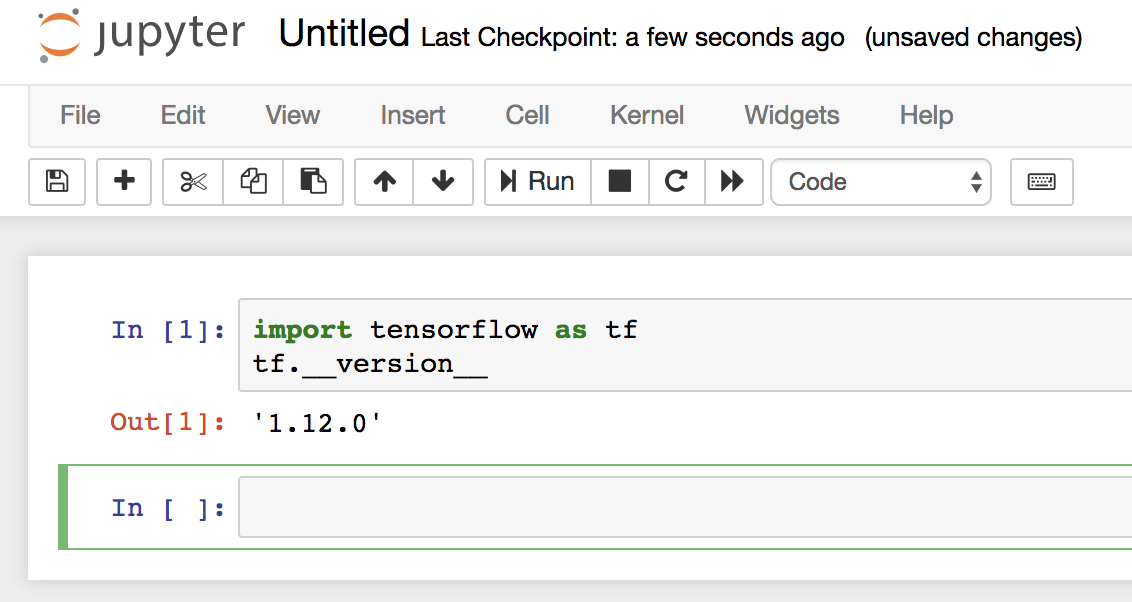 jupyter Untitled Last Checkpoint: a few seconds ago (unsaved changes)
File Edit View Insert Cell Kernel Widgets Help
Run Code
In [1]: import tensorflow as tf
tf.__version__
Out[1]: '1.12.0'
In [ ]: